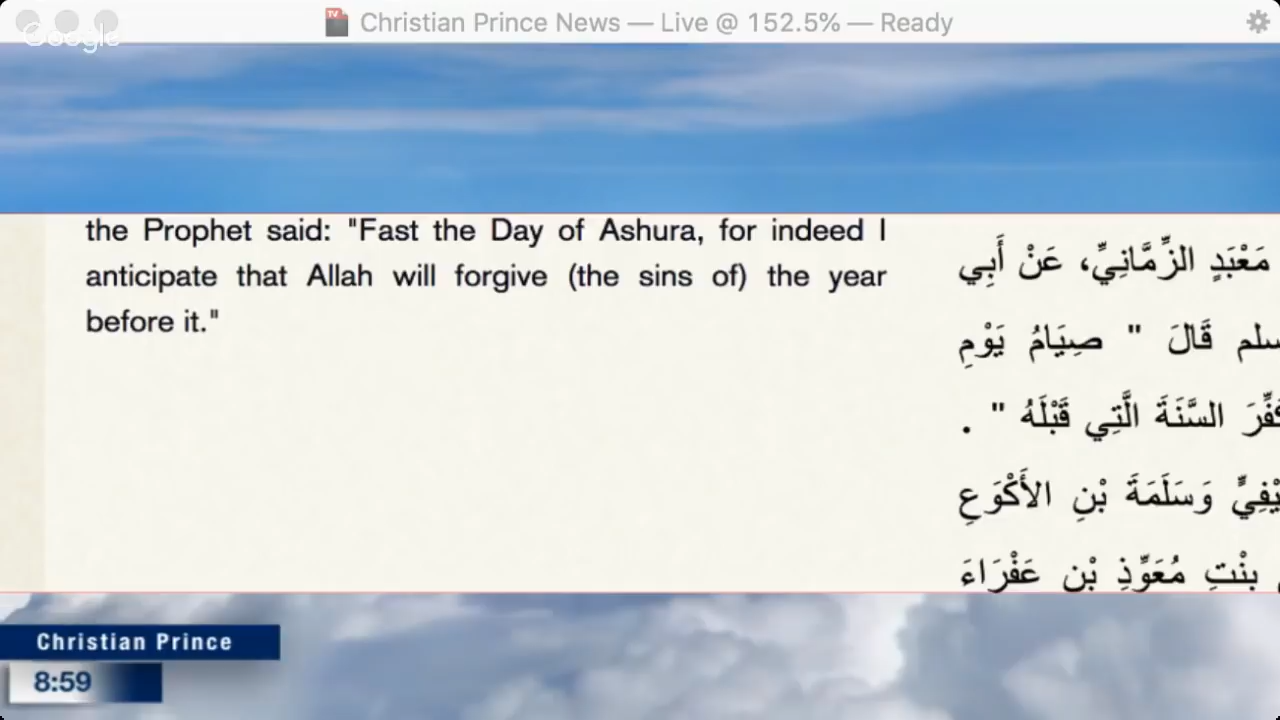 Christian Prince News — Live @ 152.5% — Ready
Google
the Prophet said: "Fast the Day of Ashura, for indeed I
anticipate that Allah will forgive (the sins of) the year
before it."
مَعْبَدٍ الزِّمَّانِيِّ، عَنْ أَبِي
قَالَ " صِيَامُ يَوْمِ
السَّنَةَ الَّتِي قَبْلَهُ " .
وَسَلَمَةَ بْنِ الأَكْوَعِ
بِنْتِ مُعَوِّذِ بْنِ عَفْرَاءَ
Christian Prince
8:59